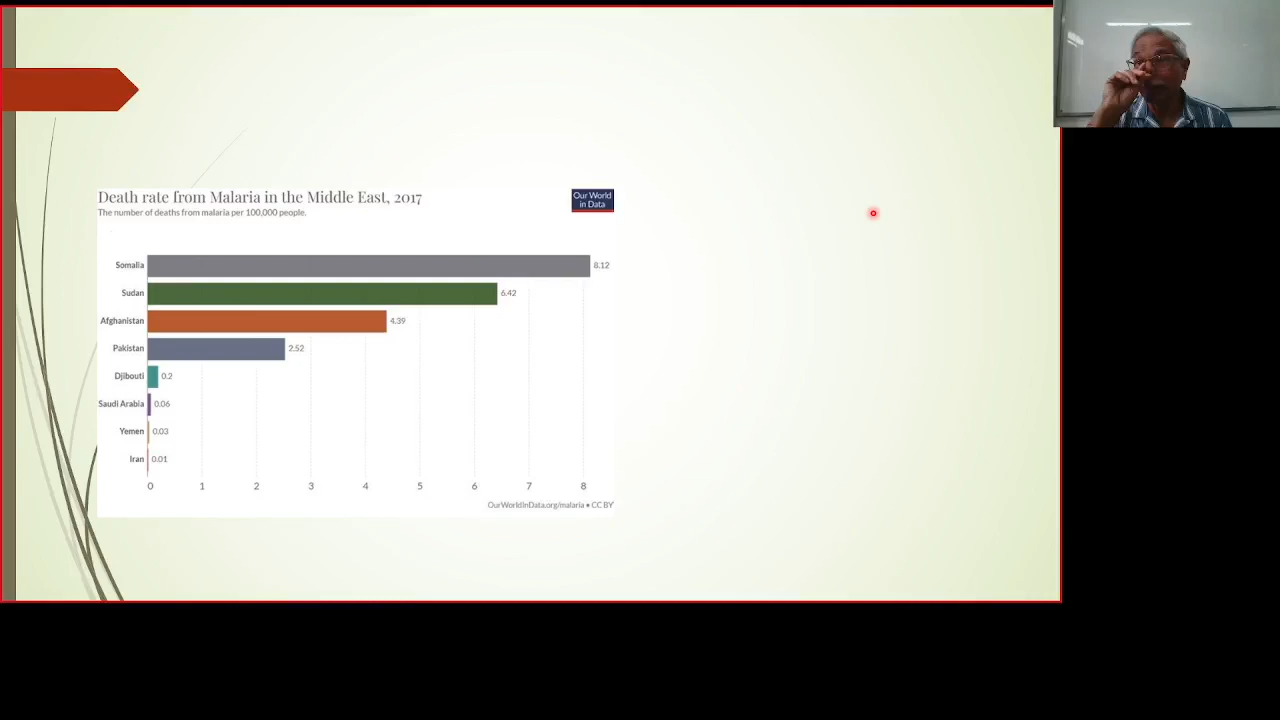 Death rate from Malaria in the Middle East, 2017
The number of deaths from malaria per 100,000 people.
Our World
in Data
Somalia 8.12
Sudan 6.42
Afghanistan 4.39
Pakistan 2.52
Djibouti 0.2
Saudi Arabia 0.06
Yemen 0.03
Iran 0.01
0 1 2 3 4 5 6 7 8
OurWorldInData.org/malaria • CC BY